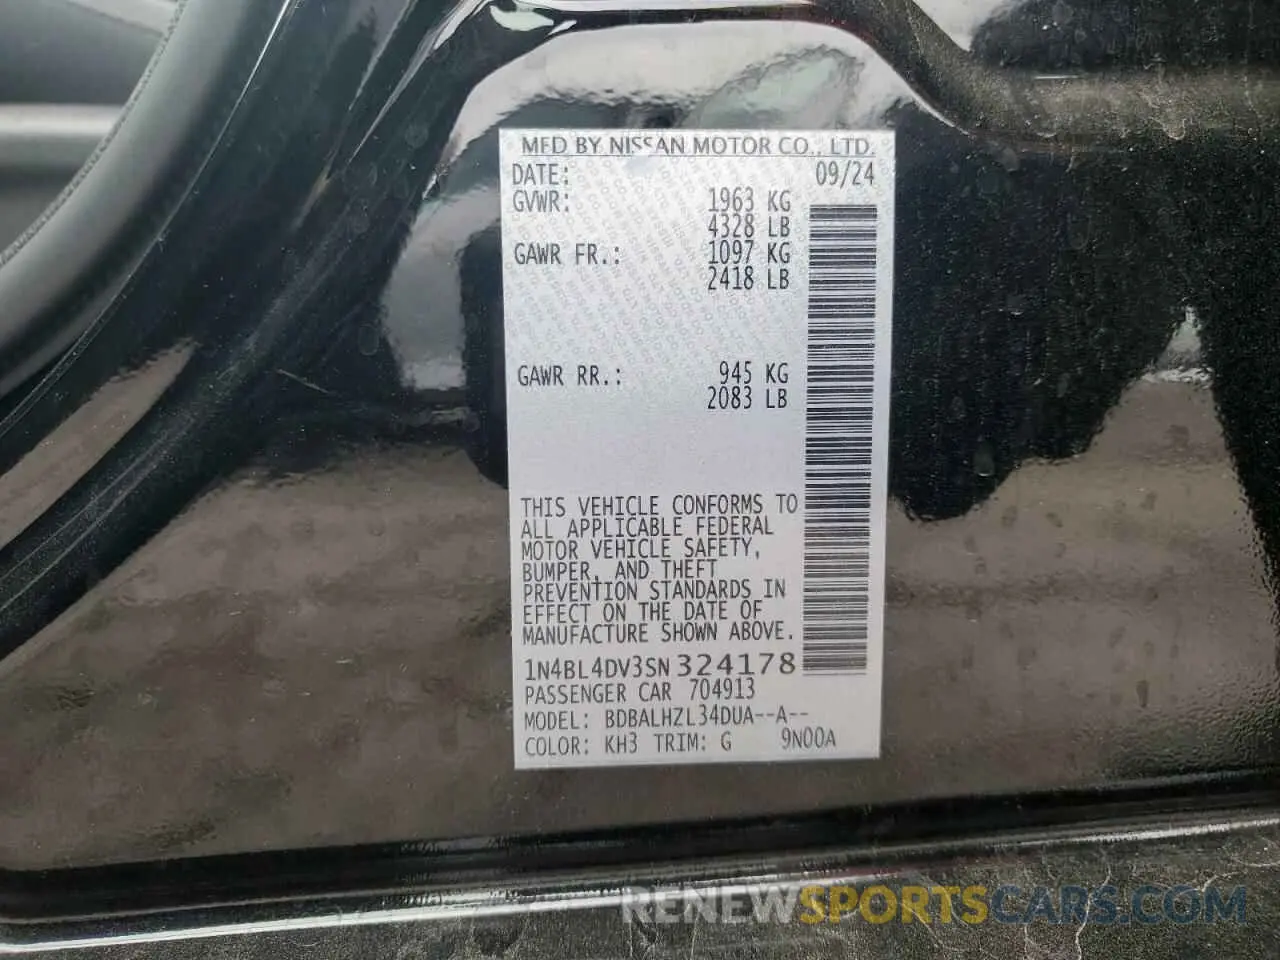 MFD BY NISSAN MOTOR CO., LTD.
DATE: 09/24
GVWR: 1963 KG
4328 LB
GAWR FR.: 1097 KG
2418 LB
GAWR RR.: 945 KG
2083 LB
THIS VEHICLE CONFORMS TO
ALL APPLICABLE FEDERAL
MOTOR VEHICLE SAFETY,
BUMPER, AND THEFT
PREVENTION STANDARDS IN
EFFECT ON THE DATE OF
MANUFACTURE SHOWN ABOVE.
1N4BL4DV3SN324178
PASSENGER CAR 704913
MODEL: BDBALHZL34DUA--A--
COLOR: KH3 TRIM: G 9N00A
RENEWSPORTSCARS.COM